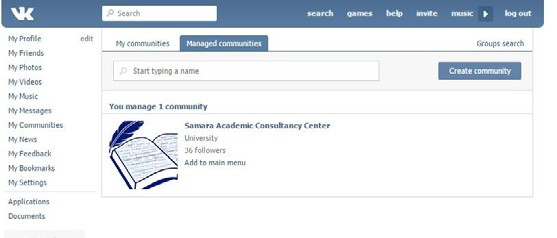 Search
search games help invite music log out
My Profile edit
My Friends
My Photos
My Videos
My Music
My Messages
My Communities
My News
My Feedback
My Bookmarks
My Settings
Applications
Documents
My communities Managed communities Groups search
Start typing a name Create community
You manage 1 community
Samara Academic Consultancy Center
University
36 followers
Add to main menu